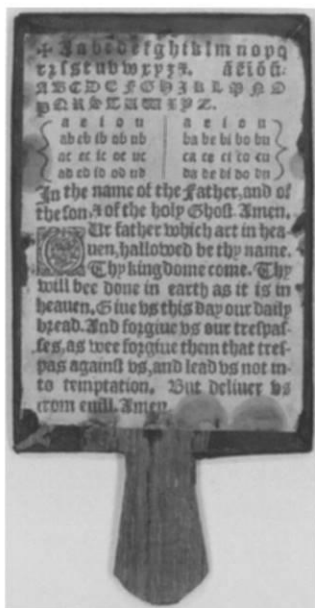 ✠ A a b c d e f g h i k l m n o p q
r ꝛ s ſ t u b w x y z ꝫ. ã ẽ ĩ õ ũ:
A B C D E F G H I K L M N O
P Q R S T U W X Y Z.
a e i o u a e i o u
ab eb ib ob ub ba be bi bo bu
ac ec ic oc uc ca ce ci co cu
ad ed id od ud da de di do du
In the name of the Father, and of
the son, ⁊ of the holy Ghost. Amen.
OUr father which art in hea-
uen, hallowed be thy name.
Thy kingdome come. Thy
will bee done in earth as it is in
heauen. Giue vs this day our daily
bread. And forgiue vs our trespas-
ses, as wee forgiue them that tres-
pas against vs, and lead vs not in-
to temptation. But deliuer vs
from euill. Amen.